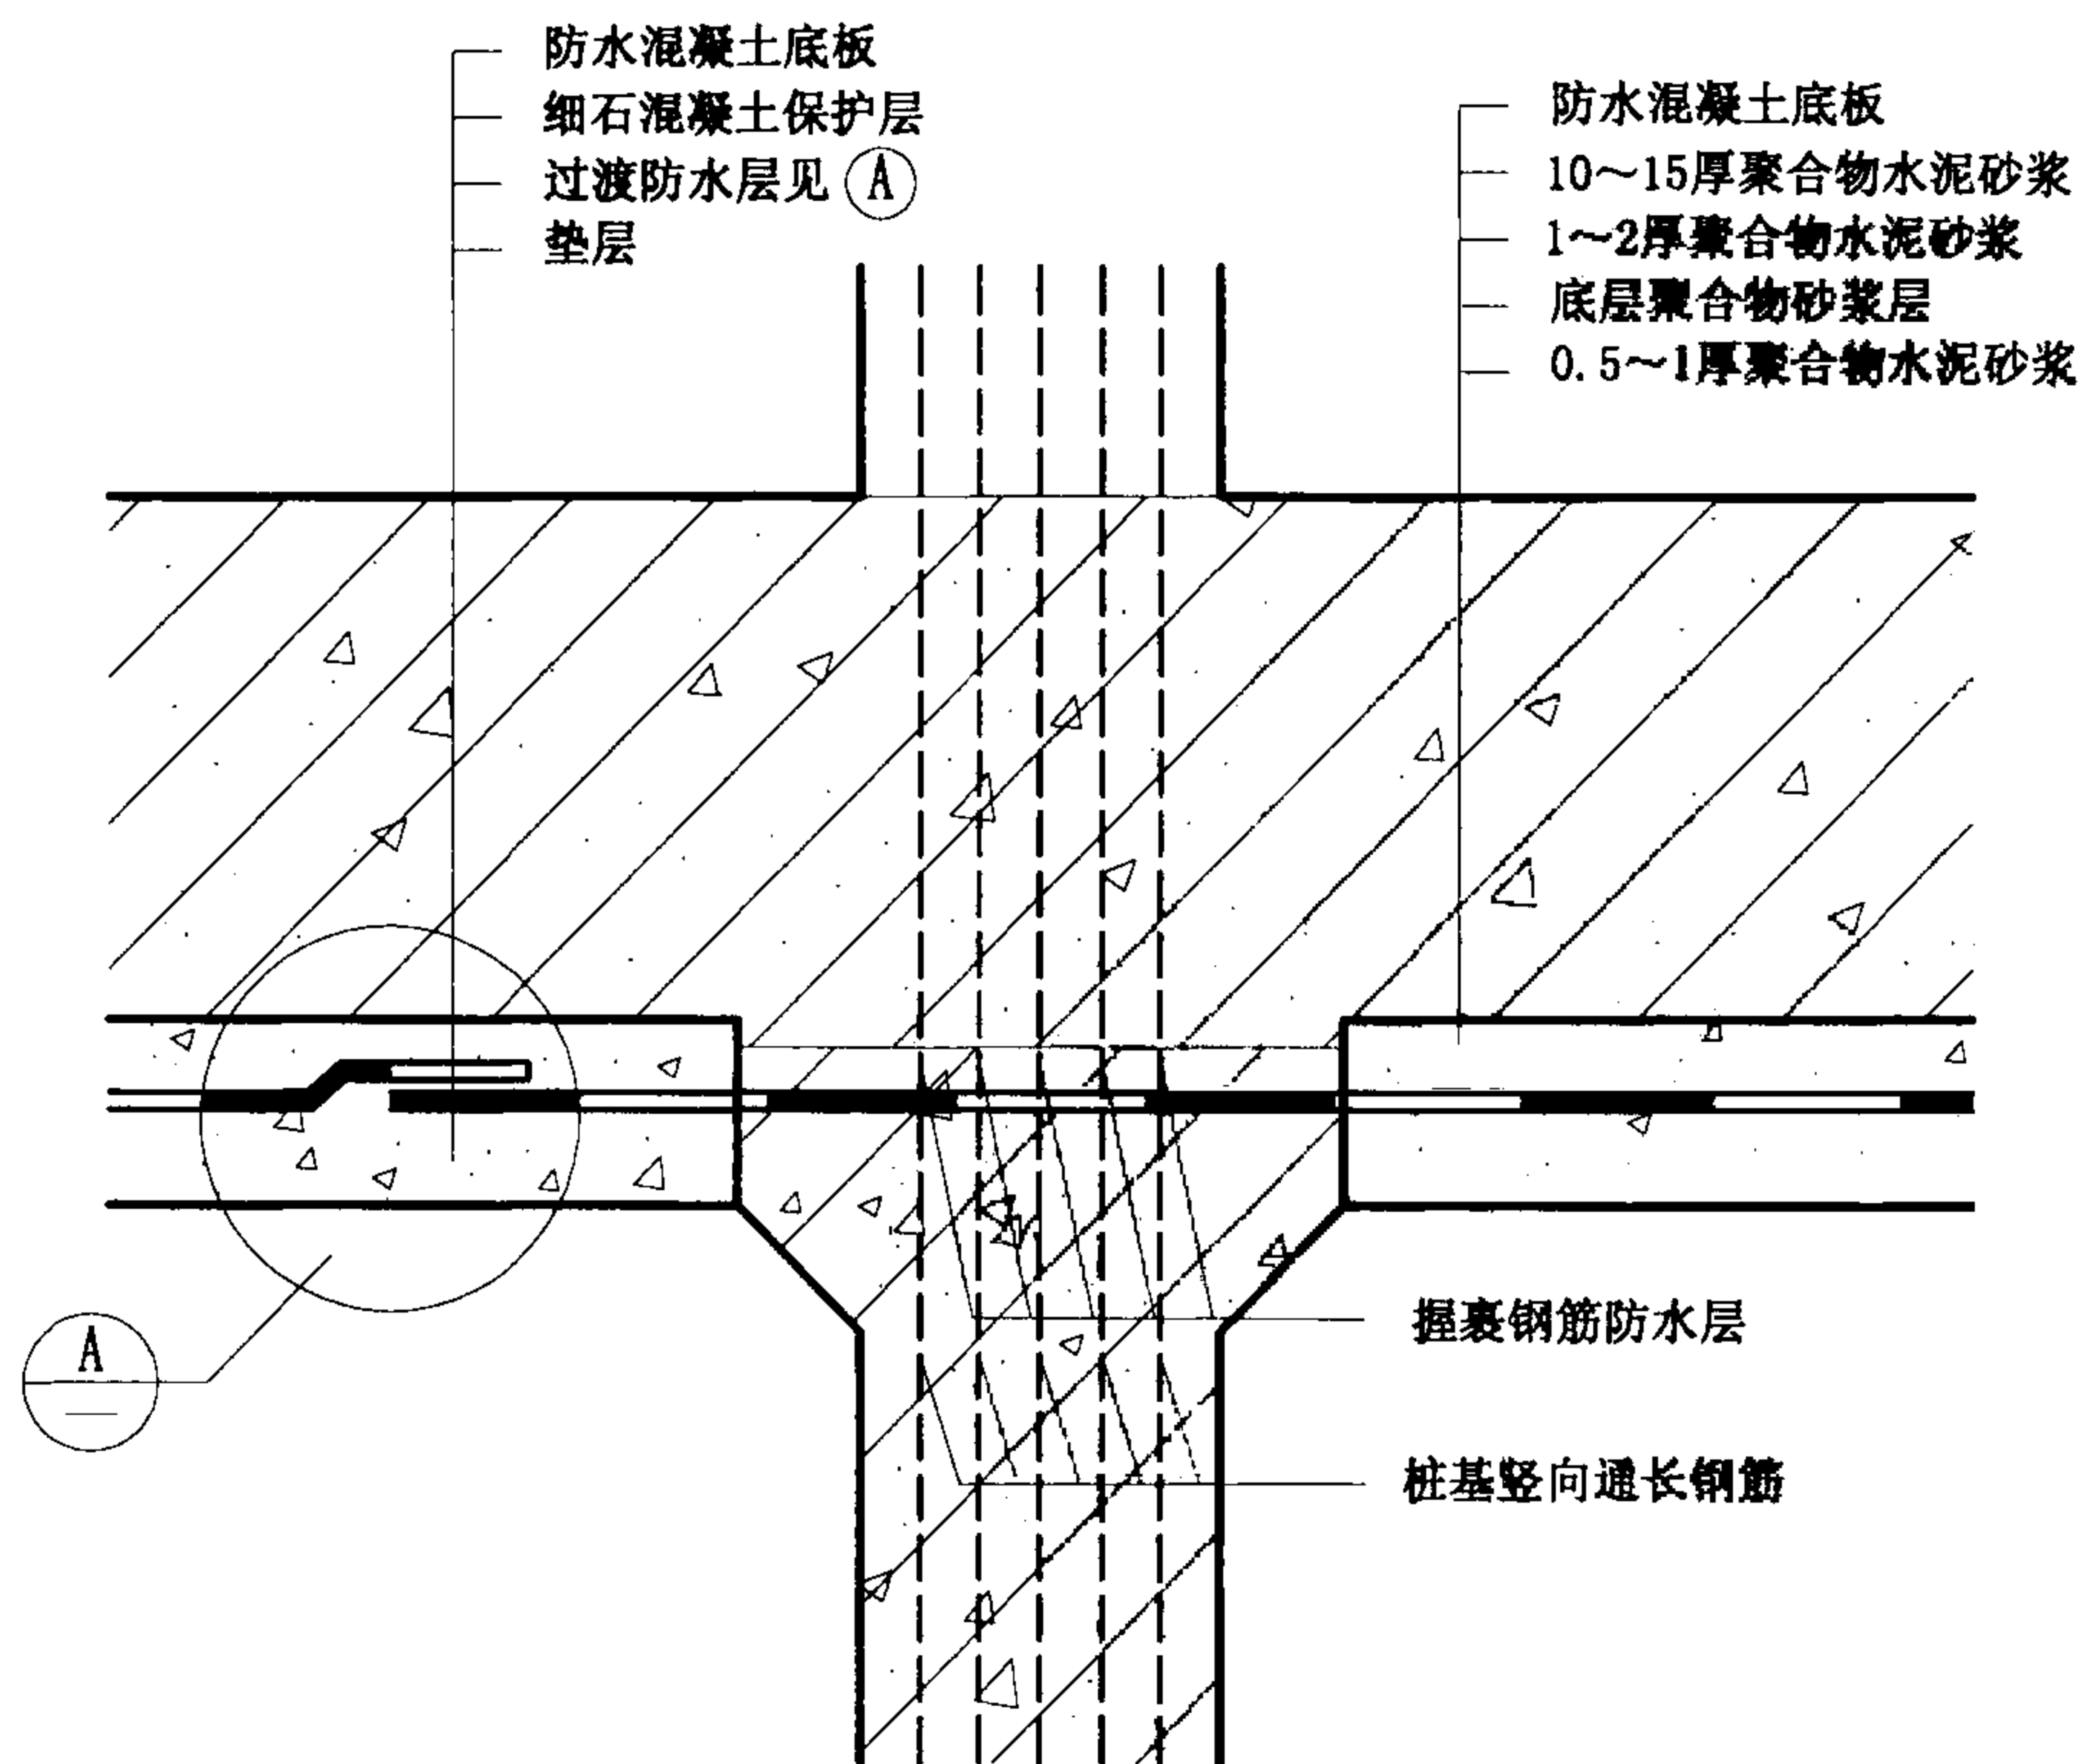 防水混凝土底板
细石混凝土保护层
过渡防水层见 A
垫层
防水混凝土底板
10～15厚聚合物水泥砂浆
1～2厚聚合物水泥砂浆
底层聚合物砂浆层
0.5～1厚聚合物水泥砂浆
握裹钢筋防水层
A
桩基竖向通长钢筋